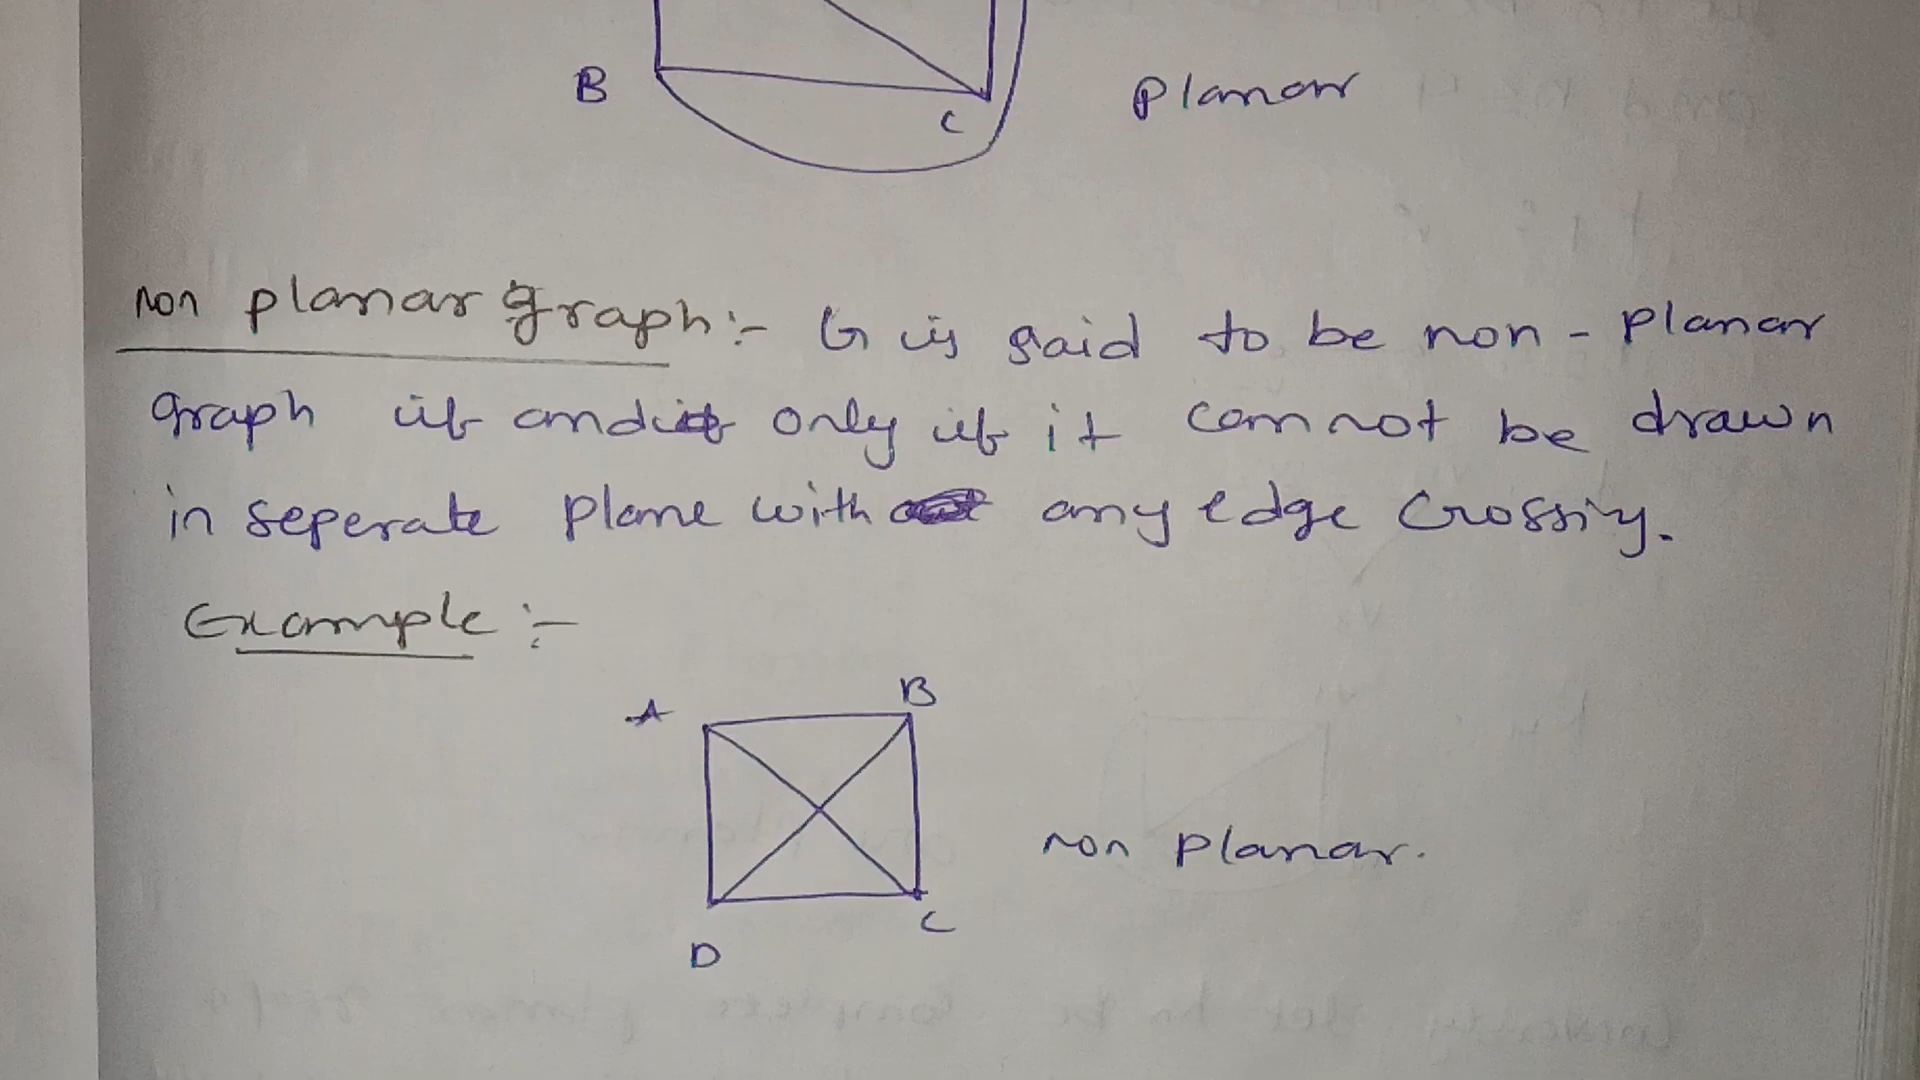 B
C
Planar
non planar graph:- G is said to be non-planar
graph if and only if it cannot be drawn
in seperate plane with any edge crossing.
Example:-
A
B
non planar.
C
D